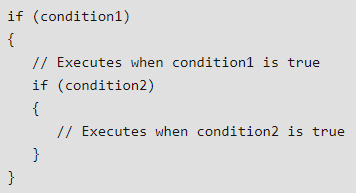 if (condition1)
{
   // Executes when condition1 is true
   if (condition2)
   {
      // Executes when condition2 is true
   }
}